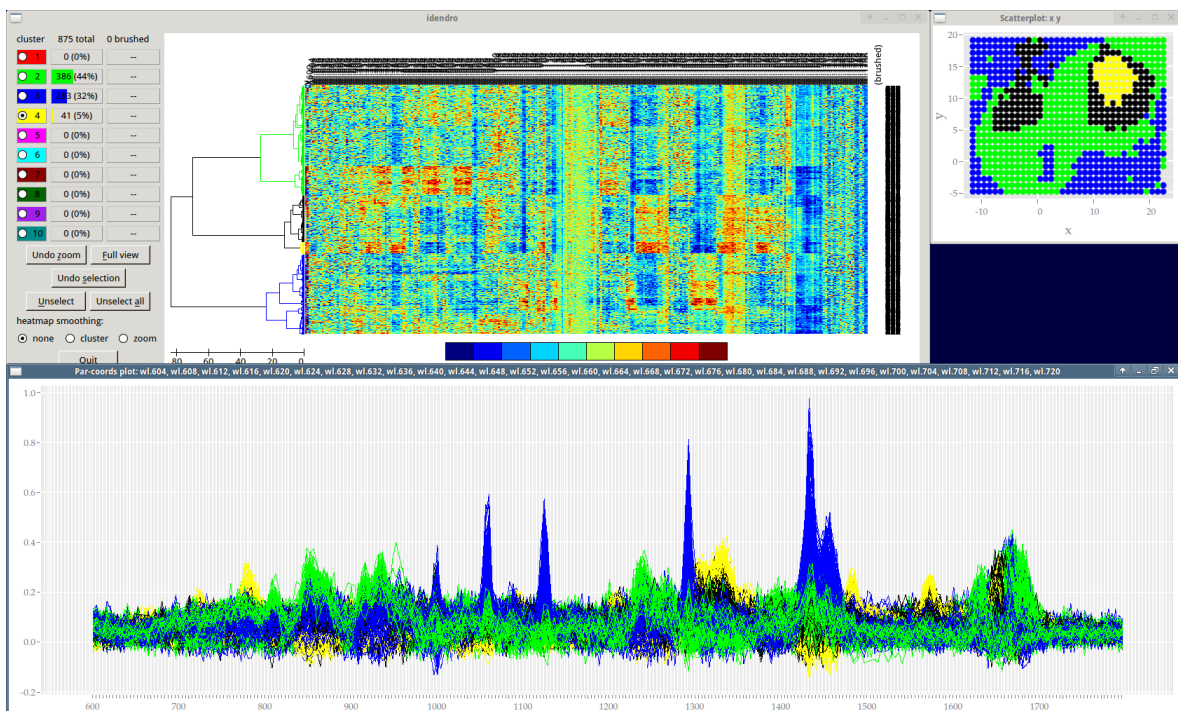 idendro
cluster 875 total 0 brushed
1 0 (0%) --
2 386 (44%) --
3 283 (32%) --
4 41 (5%) --
5 0 (0%) --
6 0 (0%) --
7 0 (0%) --
8 0 (0%) --
9 0 (0%) --
10 0 (0%) --
Undo zoom Full view
Undo selection
Unselect Unselect all
heatmap smoothing:
none cluster zoom
Quit
80 60 40 20 0
(brushed)
Scatterplot: x y
20
15
10
5
0
-5
y
-10 0 10 20
x
Par-coords plot: wl.604, wl.608, wl.612, wl.616, wl.620, wl.624, wl.628, wl.632, wl.636, wl.640, wl.644, wl.648, wl.652, wl.656, wl.660, wl.664, wl.668, wl.672, wl.676, wl.680, wl.684, wl.688, wl.692, wl.696, wl.700, wl.704, wl.708, wl.712, wl.716, wl.720
1.0
0.8
0.6
0.4
0.2
0.0
-0.2
600 700 800 900 1000 1100 1200 1300 1400 1500 1600 1700